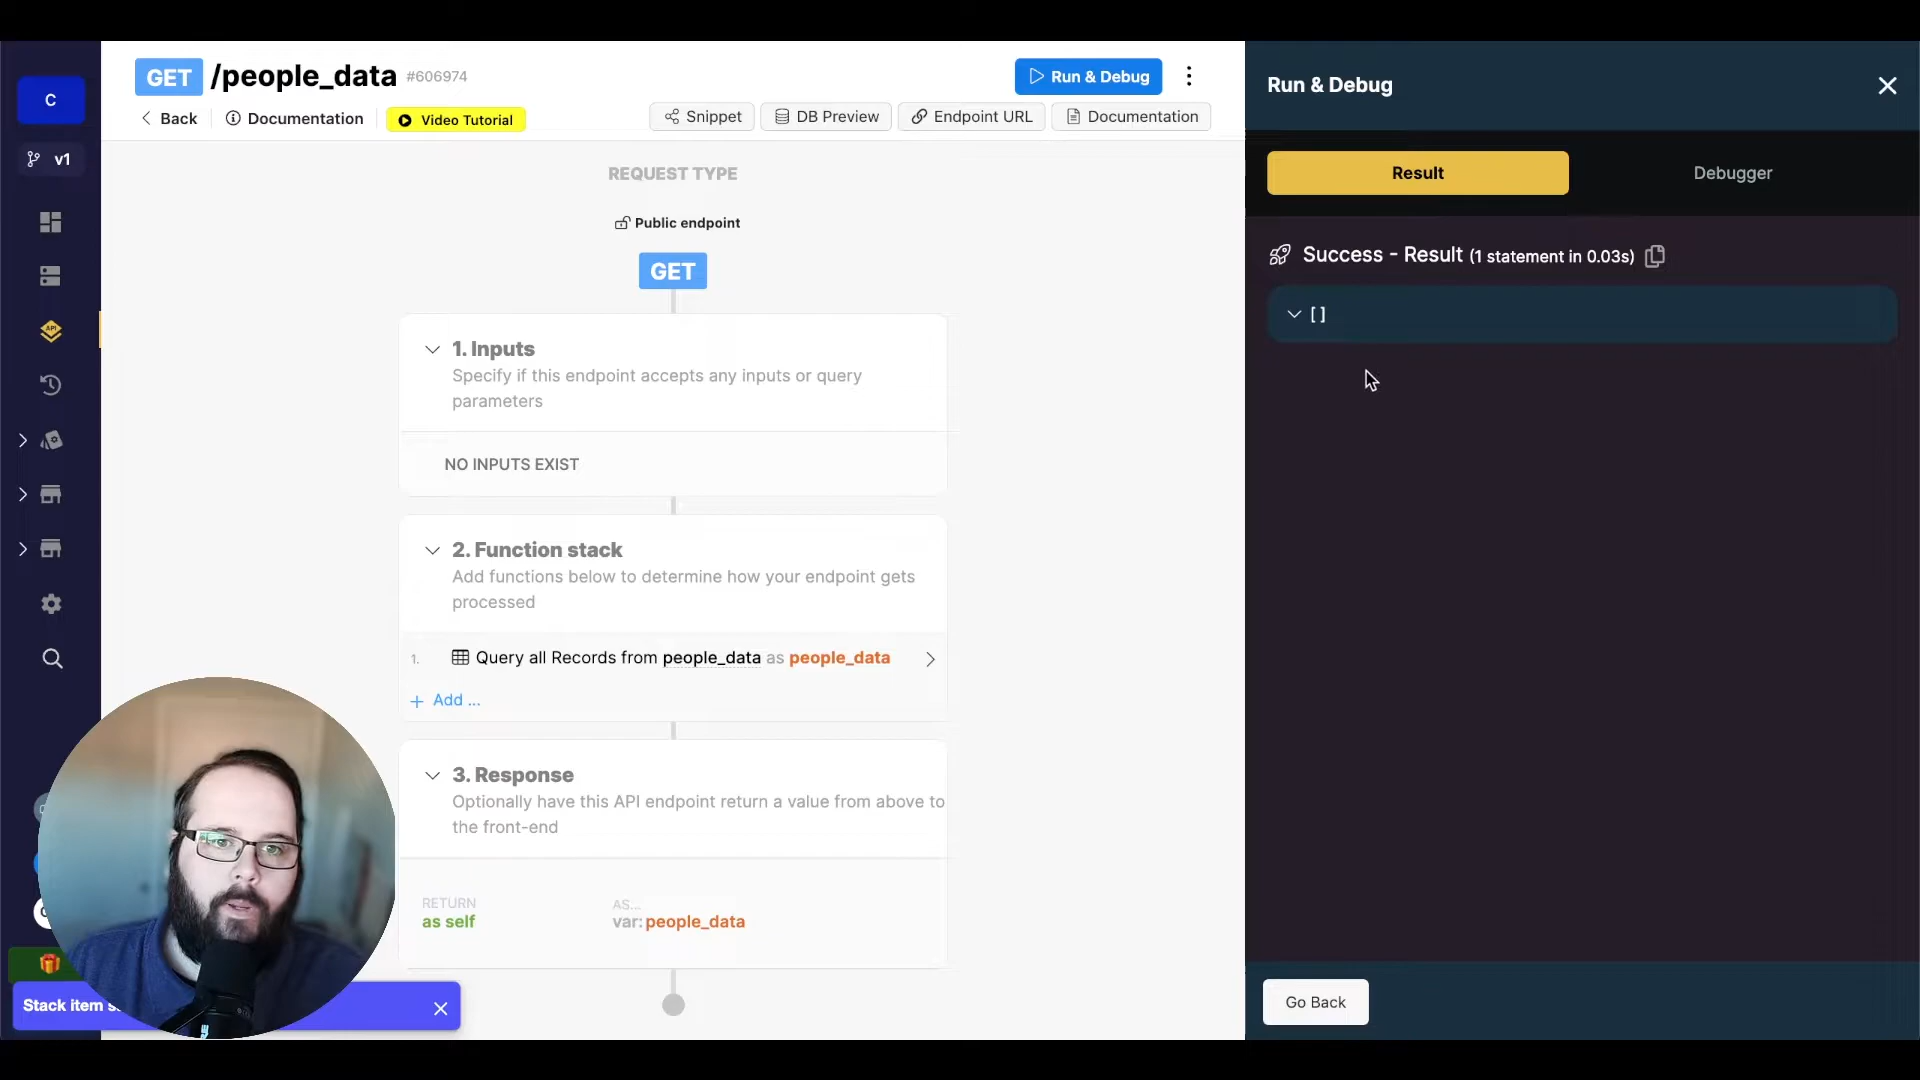 C
GET /people_data #606974
Run & Debug
Run & Debug
Back
Documentation
Video Tutorial
Snippet
DB Preview
Endpoint URL
Documentation
v1
REQUEST TYPE
Public endpoint
GET
1. Inputs
Specify if this endpoint accepts any inputs or query
parameters
NO INPUTS EXIST
2. Function stack
Add functions below to determine how your endpoint gets
processed
1. Query all Records from people_data as people_data
+ Add ...
3. Response
Optionally have this API endpoint return a value from above to
the front-end
RETURN
as self
AS...
var: people_data
Stack item
Result
Debugger
Success - Result (1 statement in 0.03s)
[ ]
Go Back
API